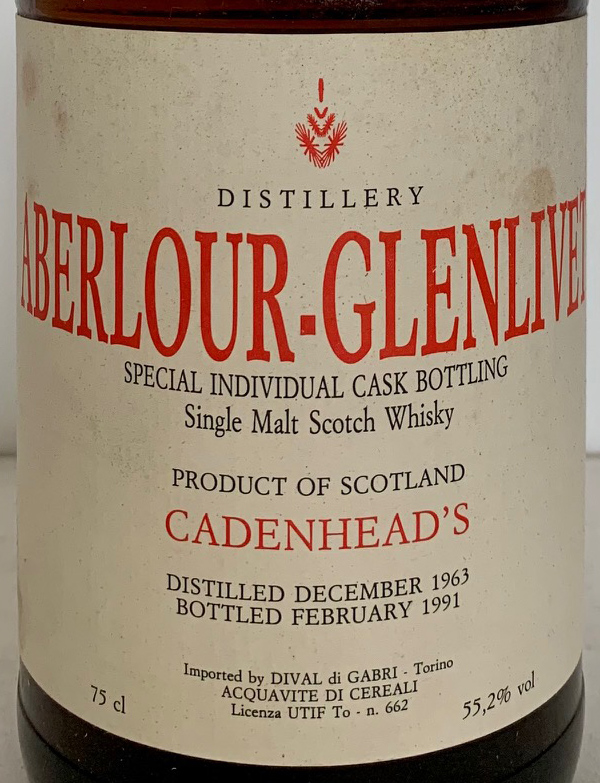 DISTILLERY
ABERLOUR-GLENLIVET
SPECIAL INDIVIDUAL CASK BOTTLING
Single Malt Scotch Whisky
PRODUCT OF SCOTLAND
CADENHEAD'S
DISTILLED DECEMBER 1963
BOTTLED FEBRUARY 1991
Imported by DIVAL di GABRI - Torino
ACQUAVITE DI CEREALI
Licenza UTIF To - n. 662
75 cl
55,2% vol